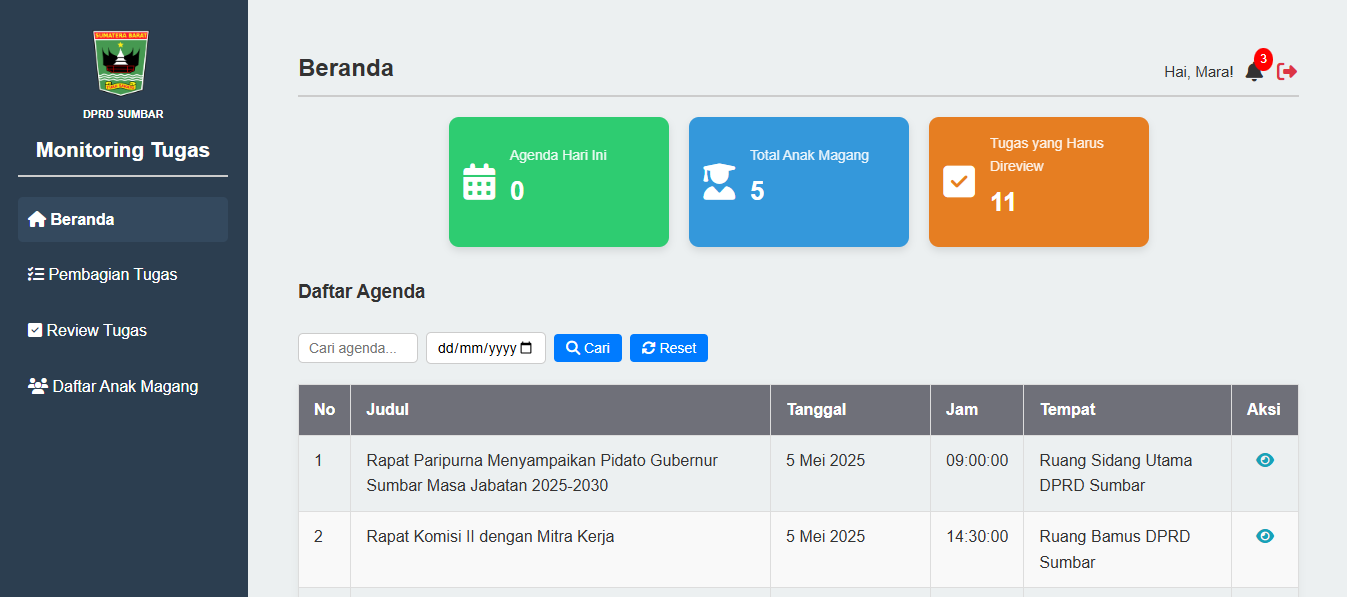 SUMATERA BARAT
DPRD SUMBAR
Monitoring Tugas
Beranda
Pembagian Tugas
Review Tugas
Daftar Anak Magang
Beranda
Hai, Mara!
3
Agenda Hari Ini
0
Total Anak Magang
5
Tugas yang Harus
Direview
11
Daftar Agenda
Cari agenda... dd/mm/yyyy Cari Reset
No Judul Tanggal Jam Tempat Aksi
1 Rapat Paripurna Menyampaikan Pidato Gubernur 5 Mei 2025 09:00:00 Ruang Sidang Utama
Sumbar Masa Jabatan 2025-2030 DPRD Sumbar
2 Rapat Komisi II dengan Mitra Kerja 5 Mei 2025 14:30:00 Ruang Bamus DPRD
Sumbar